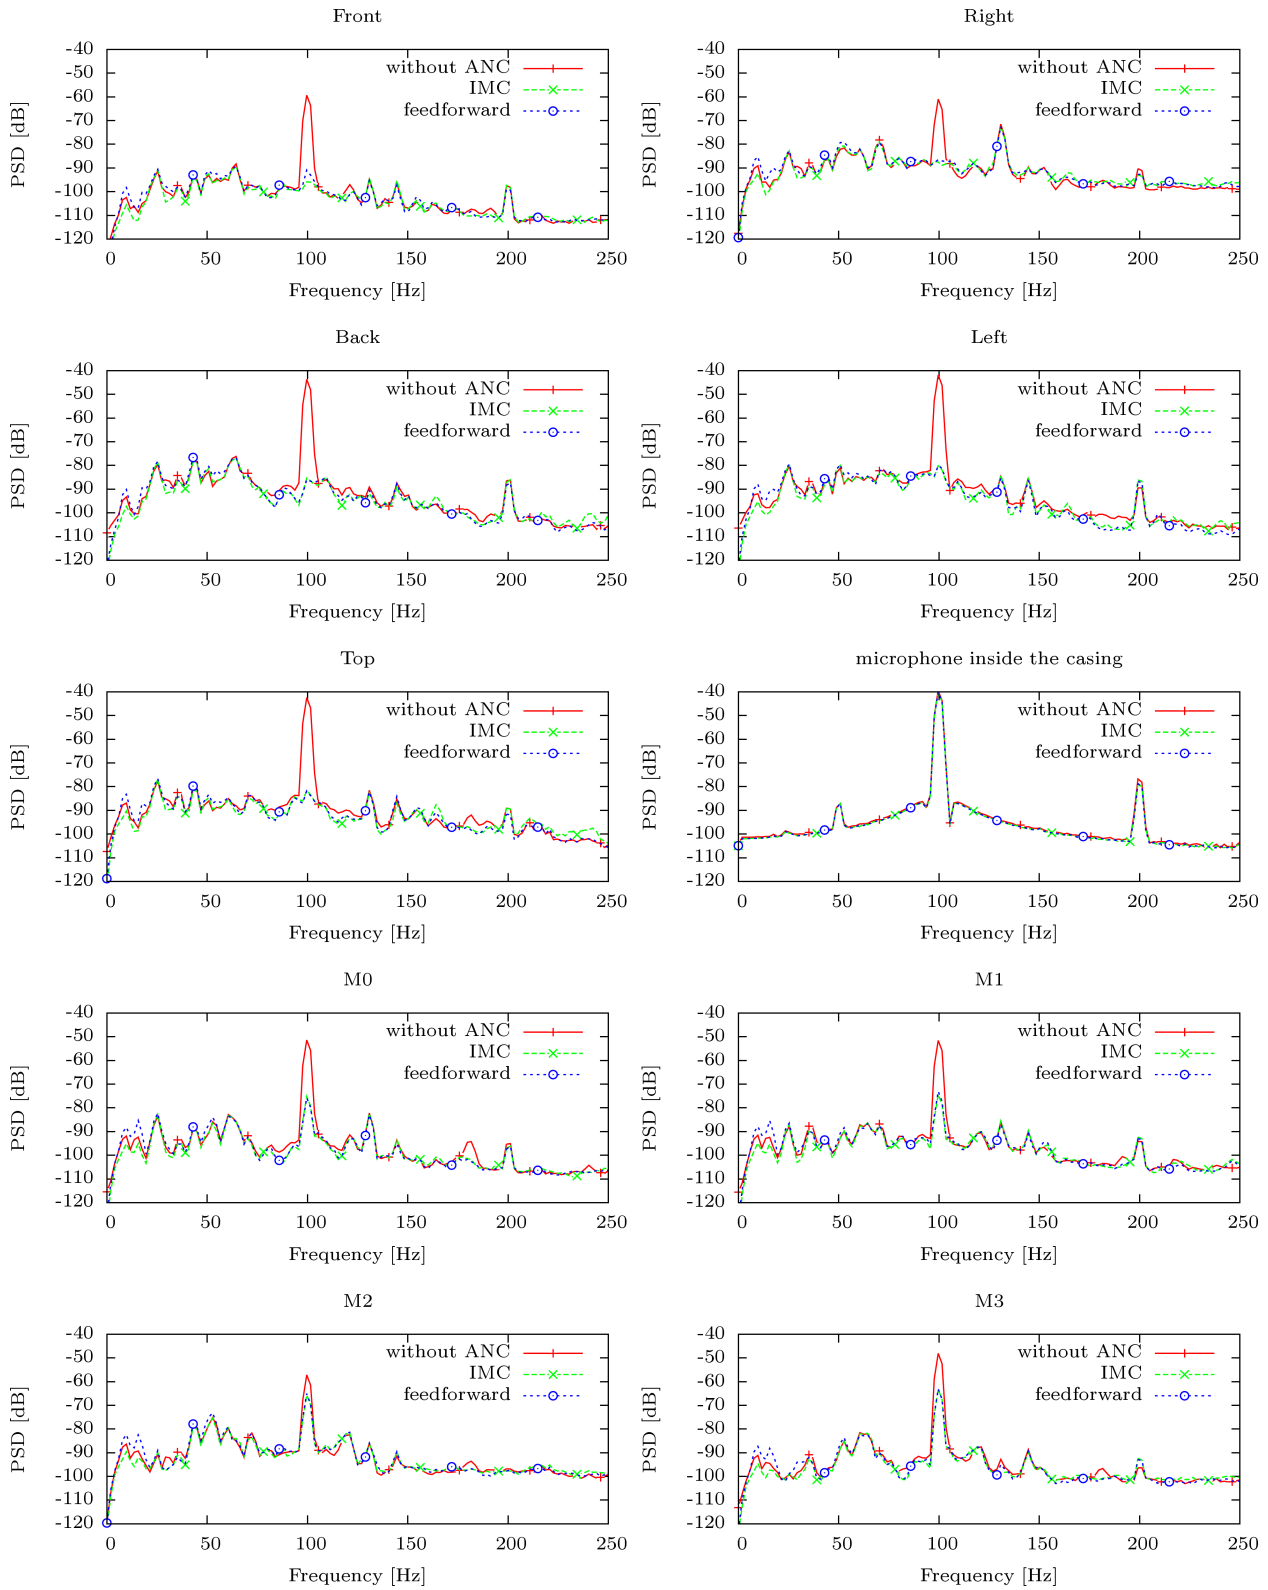 Front
-40
-50
-60
-70
-80
-90
-100
-110
-120
0 50 100 150 200 250
PSD [dB]
Frequency [Hz]
without ANC
IMC
feedforward
Right
-40
-50
-60
-70
-80
-90
-100
-110
-120
0 50 100 150 200 250
PSD [dB]
Frequency [Hz]
without ANC
IMC
feedforward
Back
-40
-50
-60
-70
-80
-90
-100
-110
-120
0 50 100 150 200 250
PSD [dB]
Frequency [Hz]
without ANC
IMC
feedforward
Left
-40
-50
-60
-70
-80
-90
-100
-110
-120
0 50 100 150 200 250
PSD [dB]
Frequency [Hz]
without ANC
IMC
feedforward
Top
-40
-50
-60
-70
-80
-90
-100
-110
-120
0 50 100 150 200 250
PSD [dB]
Frequency [Hz]
without ANC
IMC
feedforward
microphone inside the casing
-40
-50
-60
-70
-80
-90
-100
-110
-120
0 50 100 150 200 250
PSD [dB]
Frequency [Hz]
without ANC
IMC
feedforward
M0
-40
-50
-60
-70
-80
-90
-100
-110
-120
0 50 100 150 200 250
PSD [dB]
Frequency [Hz]
without ANC
IMC
feedforward
M1
-40
-50
-60
-70
-80
-90
-100
-110
-120
0 50 100 150 200 250
PSD [dB]
Frequency [Hz]
without ANC
IMC
feedforward
M2
-40
-50
-60
-70
-80
-90
-100
-110
-120
0 50 100 150 200 250
PSD [dB]
Frequency [Hz]
without ANC
IMC
feedforward
M3
-40
-50
-60
-70
-80
-90
-100
-110
-120
0 50 100 150 200 250
PSD [dB]
Frequency [Hz]
without ANC
IMC
feedforward